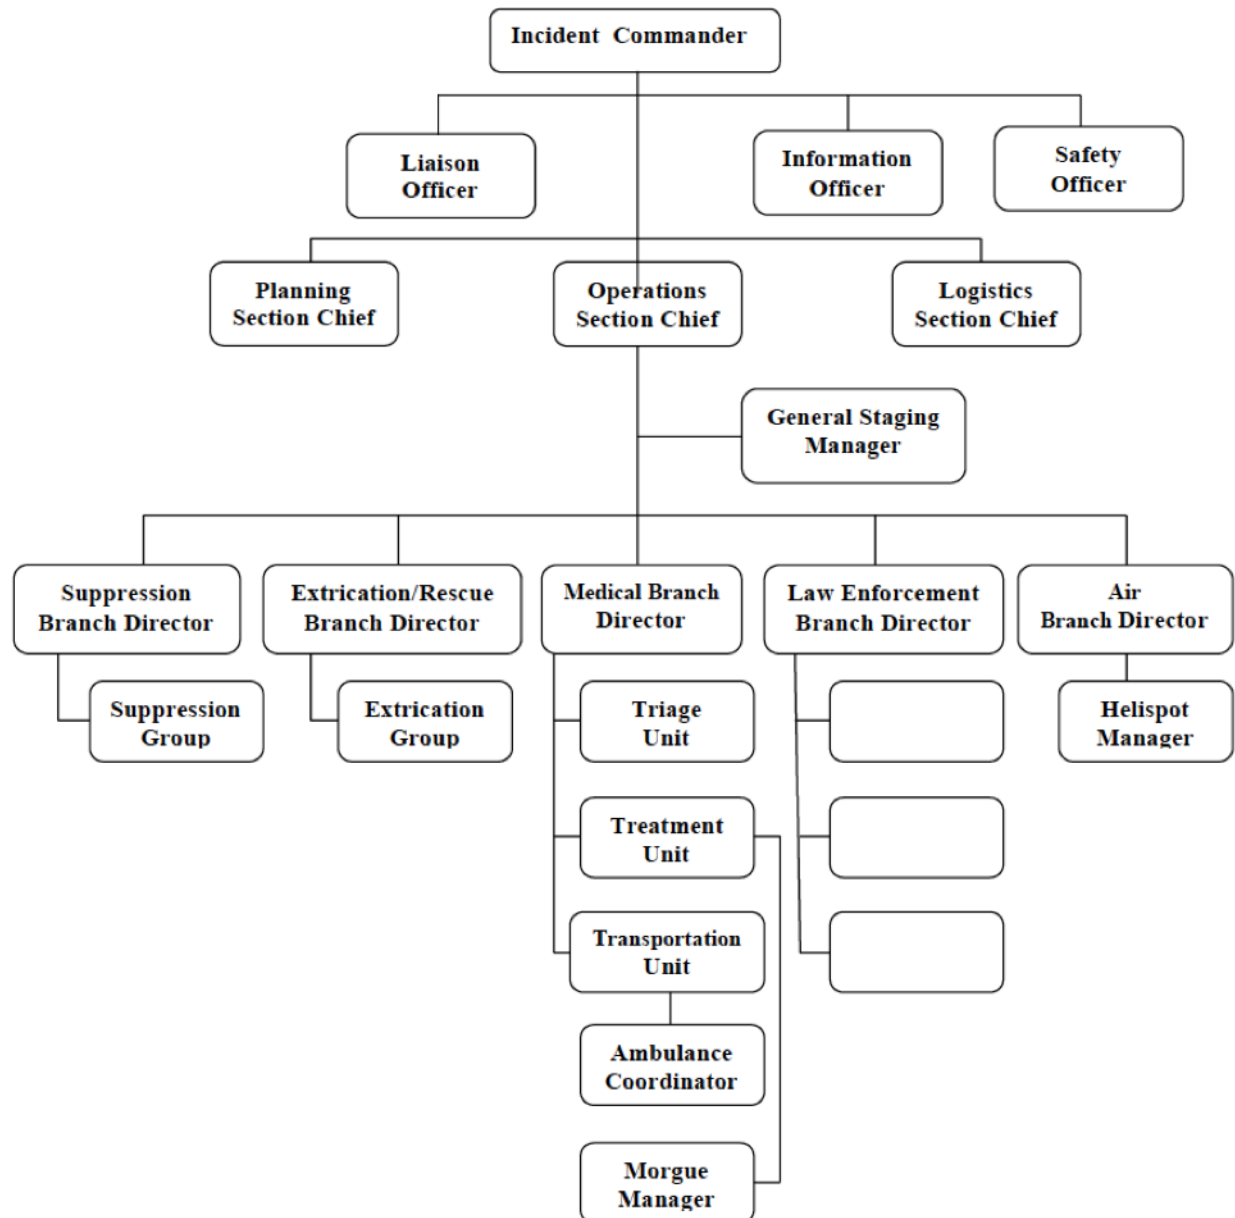 Incident Commander
Liaison
Officer
Information
Officer
Safety
Officer
Planning
Section Chief
Operations
Section Chief
Logistics
Section Chief
General Staging
Manager
Suppression
Branch Director
Extrication/Rescue
Branch Director
Medical Branch
Director
Law Enforcement
Branch Director
Air
Branch Director
Suppression
Group
Extrication
Group
Triage
Unit
Helispot
Manager
Treatment
Unit
Transportation
Unit
Ambulance
Coordinator
Morgue
Manager